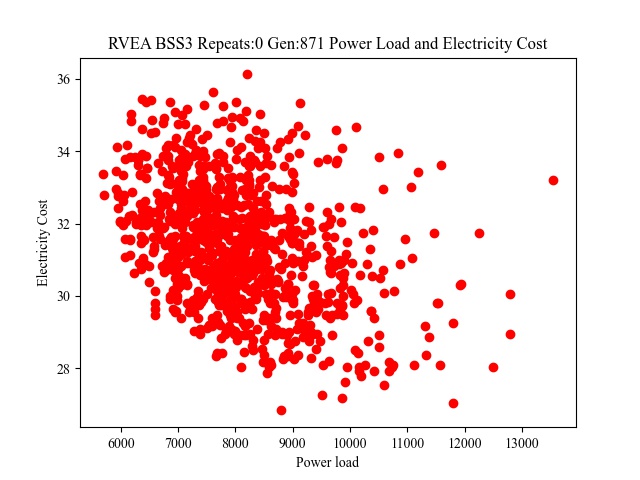 RVEA BSS3 Repeats:0 Gen:871 Power Load and Electricity Cost
36
34
32
30
28
Electricity Cost
6000 7000 8000 9000 10000 11000 12000 13000
Power load